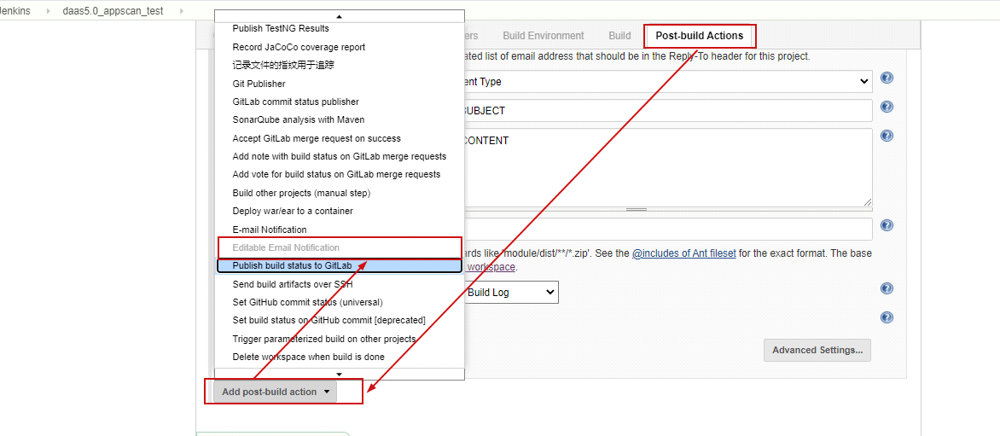 Jenkins
daas5.0_appscan_test
ers
Build Environment
Build
Post-build Actions
Publish TestNG Results
Record JaCoCo coverage report
记录文件的指纹用于追踪
Git Publisher
GitLab commit status publisher
SonarQube analysis with Maven
Accept GitLab merge request on success
Add note with build status on GitLab merge requests
Add vote for build status on GitLab merge requests
Build other projects (manual step)
Deploy war/ear to a container
E-mail Notification
Editable Email Notification
Publish build status to GitLab
Send build artifacts over SSH
Set GitHub commit status (universal)
Set build status on GitHub commit [deprecated]
Trigger parameterized build on other projects
Delete workspace when build is done
Add post-build action
ated list of email address that should be in the Reply-To header for this project.
ent Type
SUBJECT
CONTENT
ards like 'module/dist/**/*.zip'. See the @includes of Ant fileset for the exact format. The base
workspace.
Build Log
Advanced Settings...